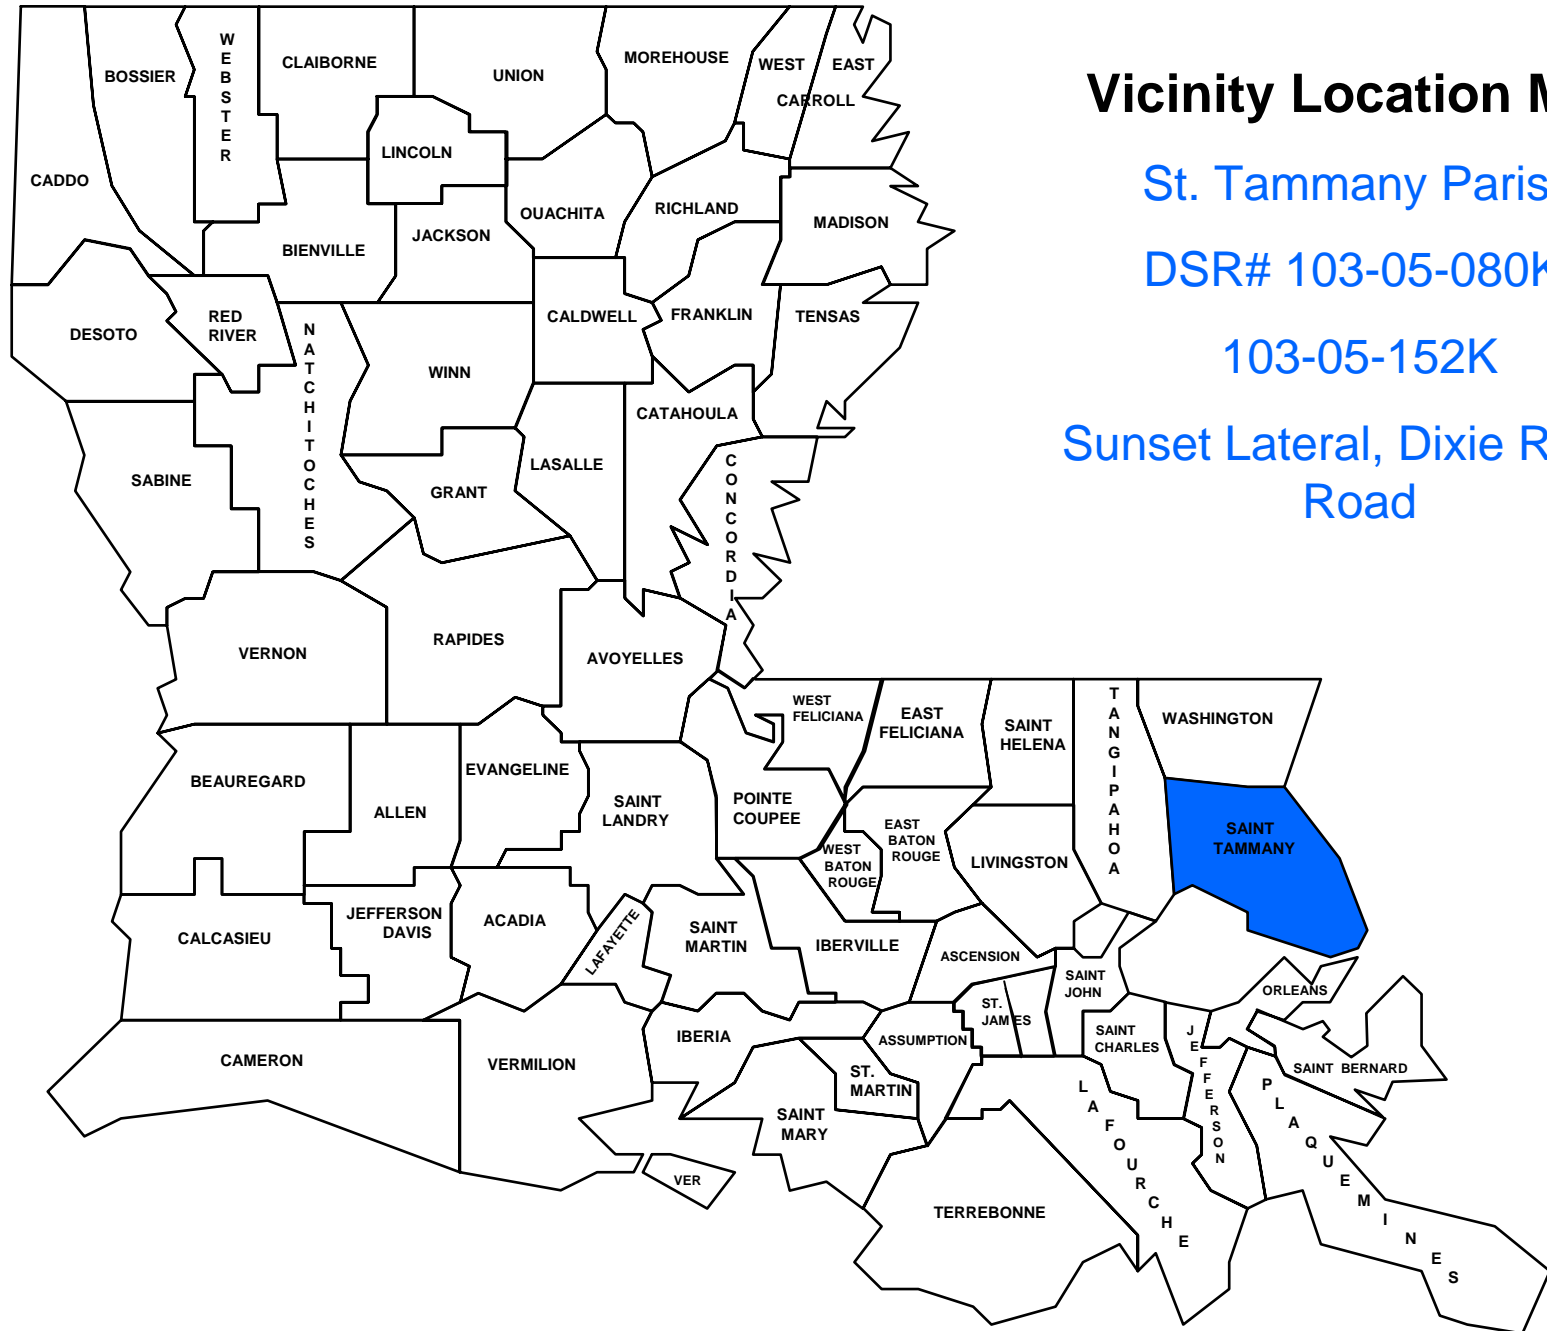 Vicinity Location M
St. Tammany Paris
DSR# 103-05-080K
103-05-152K
Sunset Lateral, Dixie R
Road
WEBSTER
CLAIBORNE
UNION
MOREHOUSE
WEST
EAST
CARROLL
BOSSIER
LINCOLN
CADDO
OUACHITA
RICHLAND
MADISON
BIENVILLE
JACKSON
DESOTO
RED
RIVER
NATCHITOCHES
CALDWELL
FRANKLIN
TENSAS
WINN
CATAHOULA
SABINE
GRANT
LASALLE
CONCORDIA
VERNON
RAPIDES
AVOYELLES
WEST
FELICIANA
EAST
FELICIANA
SAINT
HELENA
TANGIPAHOA
WASHINGTON
BEAUREGARD
ALLEN
EVANGELINE
SAINT
LANDRY
POINTE
COUPEE
WEST
BATON
ROUGE
EAST
BATON
ROUGE
LIVINGSTON
SAINT
TAMMANY
CALCASIEU
JEFFERSON
DAVIS
ACADIA
LAFAYETTE
SAINT
MARTIN
IBERVILLE
ASCENSION
SAINT
JOHN
ORLEANS
ST.
JAMES
CAMERON
VERMILION
IBERIA
ASSUMPTION
SAINT
CHARLES
JEFFERSON
SAINT BERNARD
ST.
MARTIN
SAINT
MARY
VER
TERREBONNE
LAFOURCHE
PLAQUEMINES